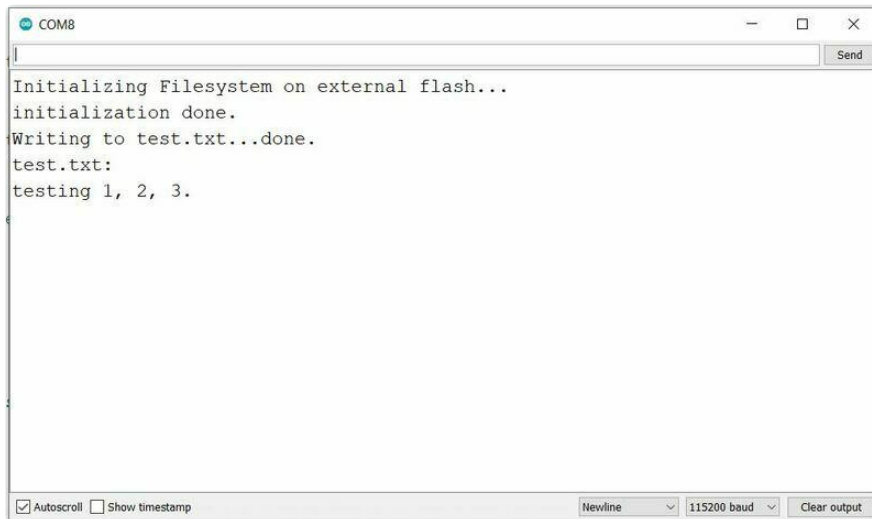 COM8
Send
Initializing Filesystem on external flash...
initialization done.
Writing to test.txt...done.
test.txt:
testing 1, 2, 3.
Autoscroll Show timestamp Newline 115200 baud Clear output